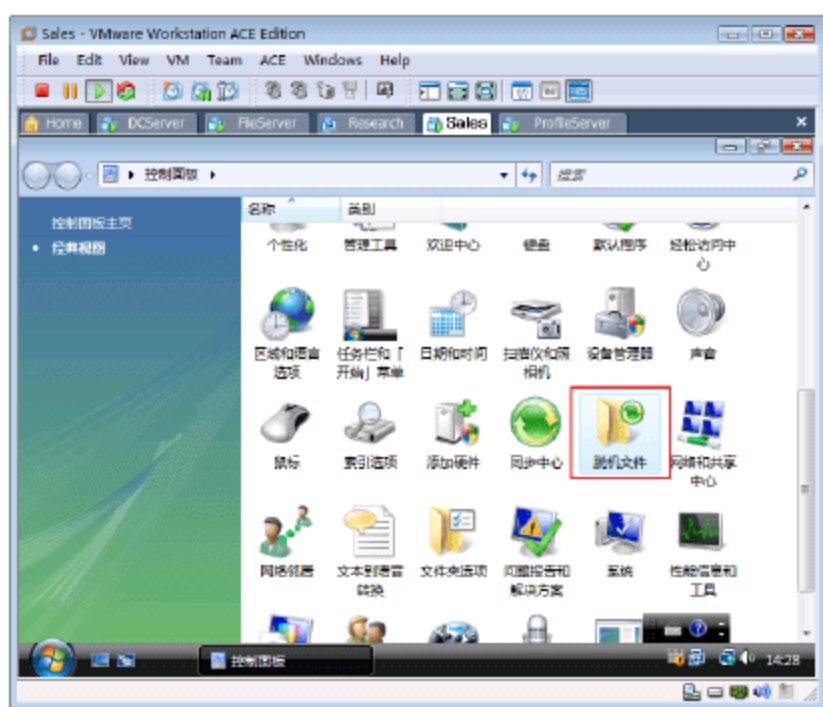 Sales - VMware Workstation ACE Edition
File Edit View VM Team ACE Windows Help
Home DCServer FileServer Research Sales ProfileServer
控制面板
搜索
控制面板主页
经典视图
名称 类别
个性化 管理工具 欢迎中心 键盘 默认程序 轻松访问中
心
区域和语言 任务栏和「 日期和时间 扫描仪和照 设备管理器 声音
选项 开始」菜单 相机
鼠标 索引选项 添加硬件 同步中心 脱机文件 网络和共享
中心
网络邻居 文本到语音 文件夹选项 问题报告和 系统 性能信息和
转换 解决方案 工具
控制面板
14:28